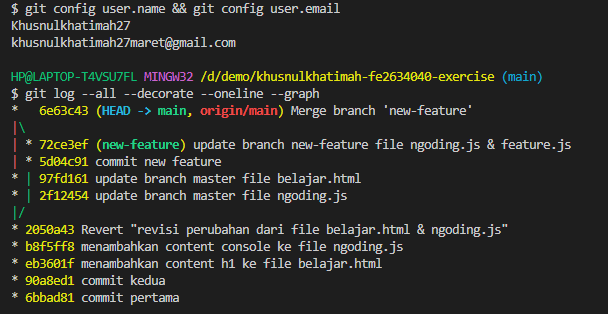 $ git config user.name && git config user.email
Khusnulkhatimah27
khusnulkhatimah27maret@gmail.com
HP@LAPTOP-T4VSU7FL MINGW32 /d/demo/khusnulkhatimah-fe2634040-exercise (main)
$ git log --all --decorate --oneline --graph
*   6e63c43 (HEAD -> main, origin/main) Merge branch 'new-feature'
|\
| * 72ce3ef (new-feature) update branch new-feature file ngoding.js & feature.js
| * 5d04c91 commit new feature
* | 97fd161 update branch master file belajar.html
* | 2f12454 update branch master file ngoding.js
|/
* 2050a43 Revert "revisi perubahan dari file belajar.html & ngoding.js"
* b8f5ff8 menambahkan content console ke file ngoding.js
* eb3601f menambahkan content h1 ke file belajar.html
* 90a8ed1 commit kedua
* 6bbad81 commit pertama